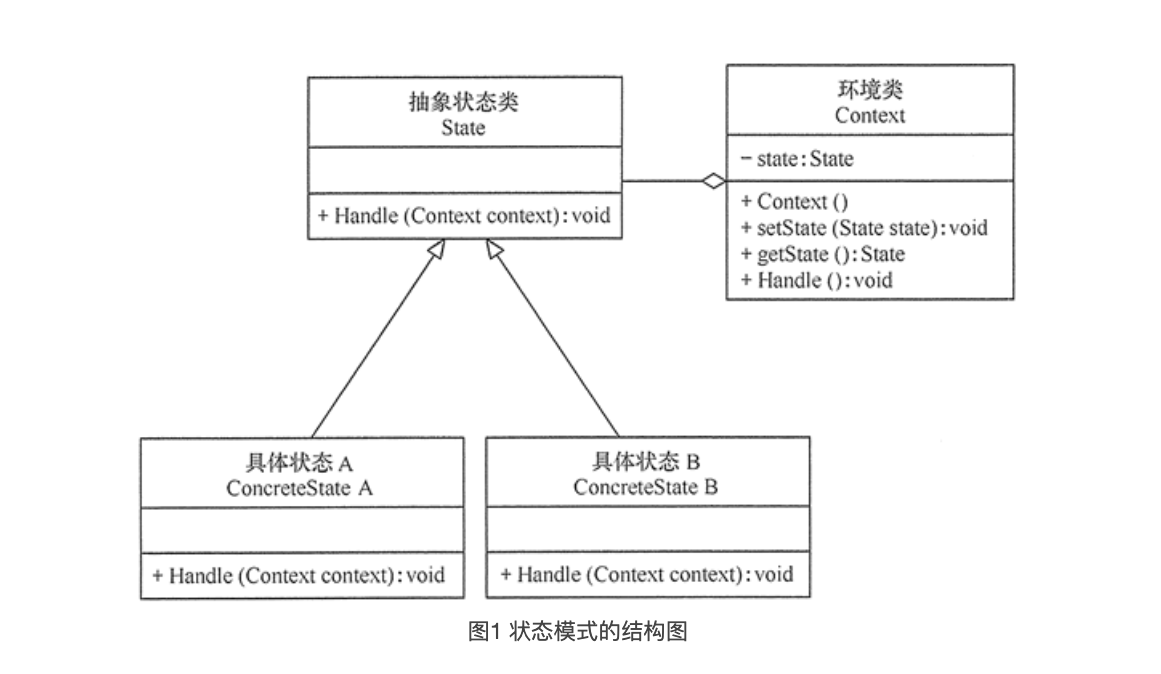 抽象状态类
State
+ Handle (Context context): void
环境类
Context
− state: State
+ Context ()
+ setState (State state): void
+ getState (): State
+ Handle (): void
具体状态 A
ConcreteState A
+ Handle (Context context): void
具体状态 B
ConcreteState B
+ Handle (Context context): void
图1 状态模式的结构图